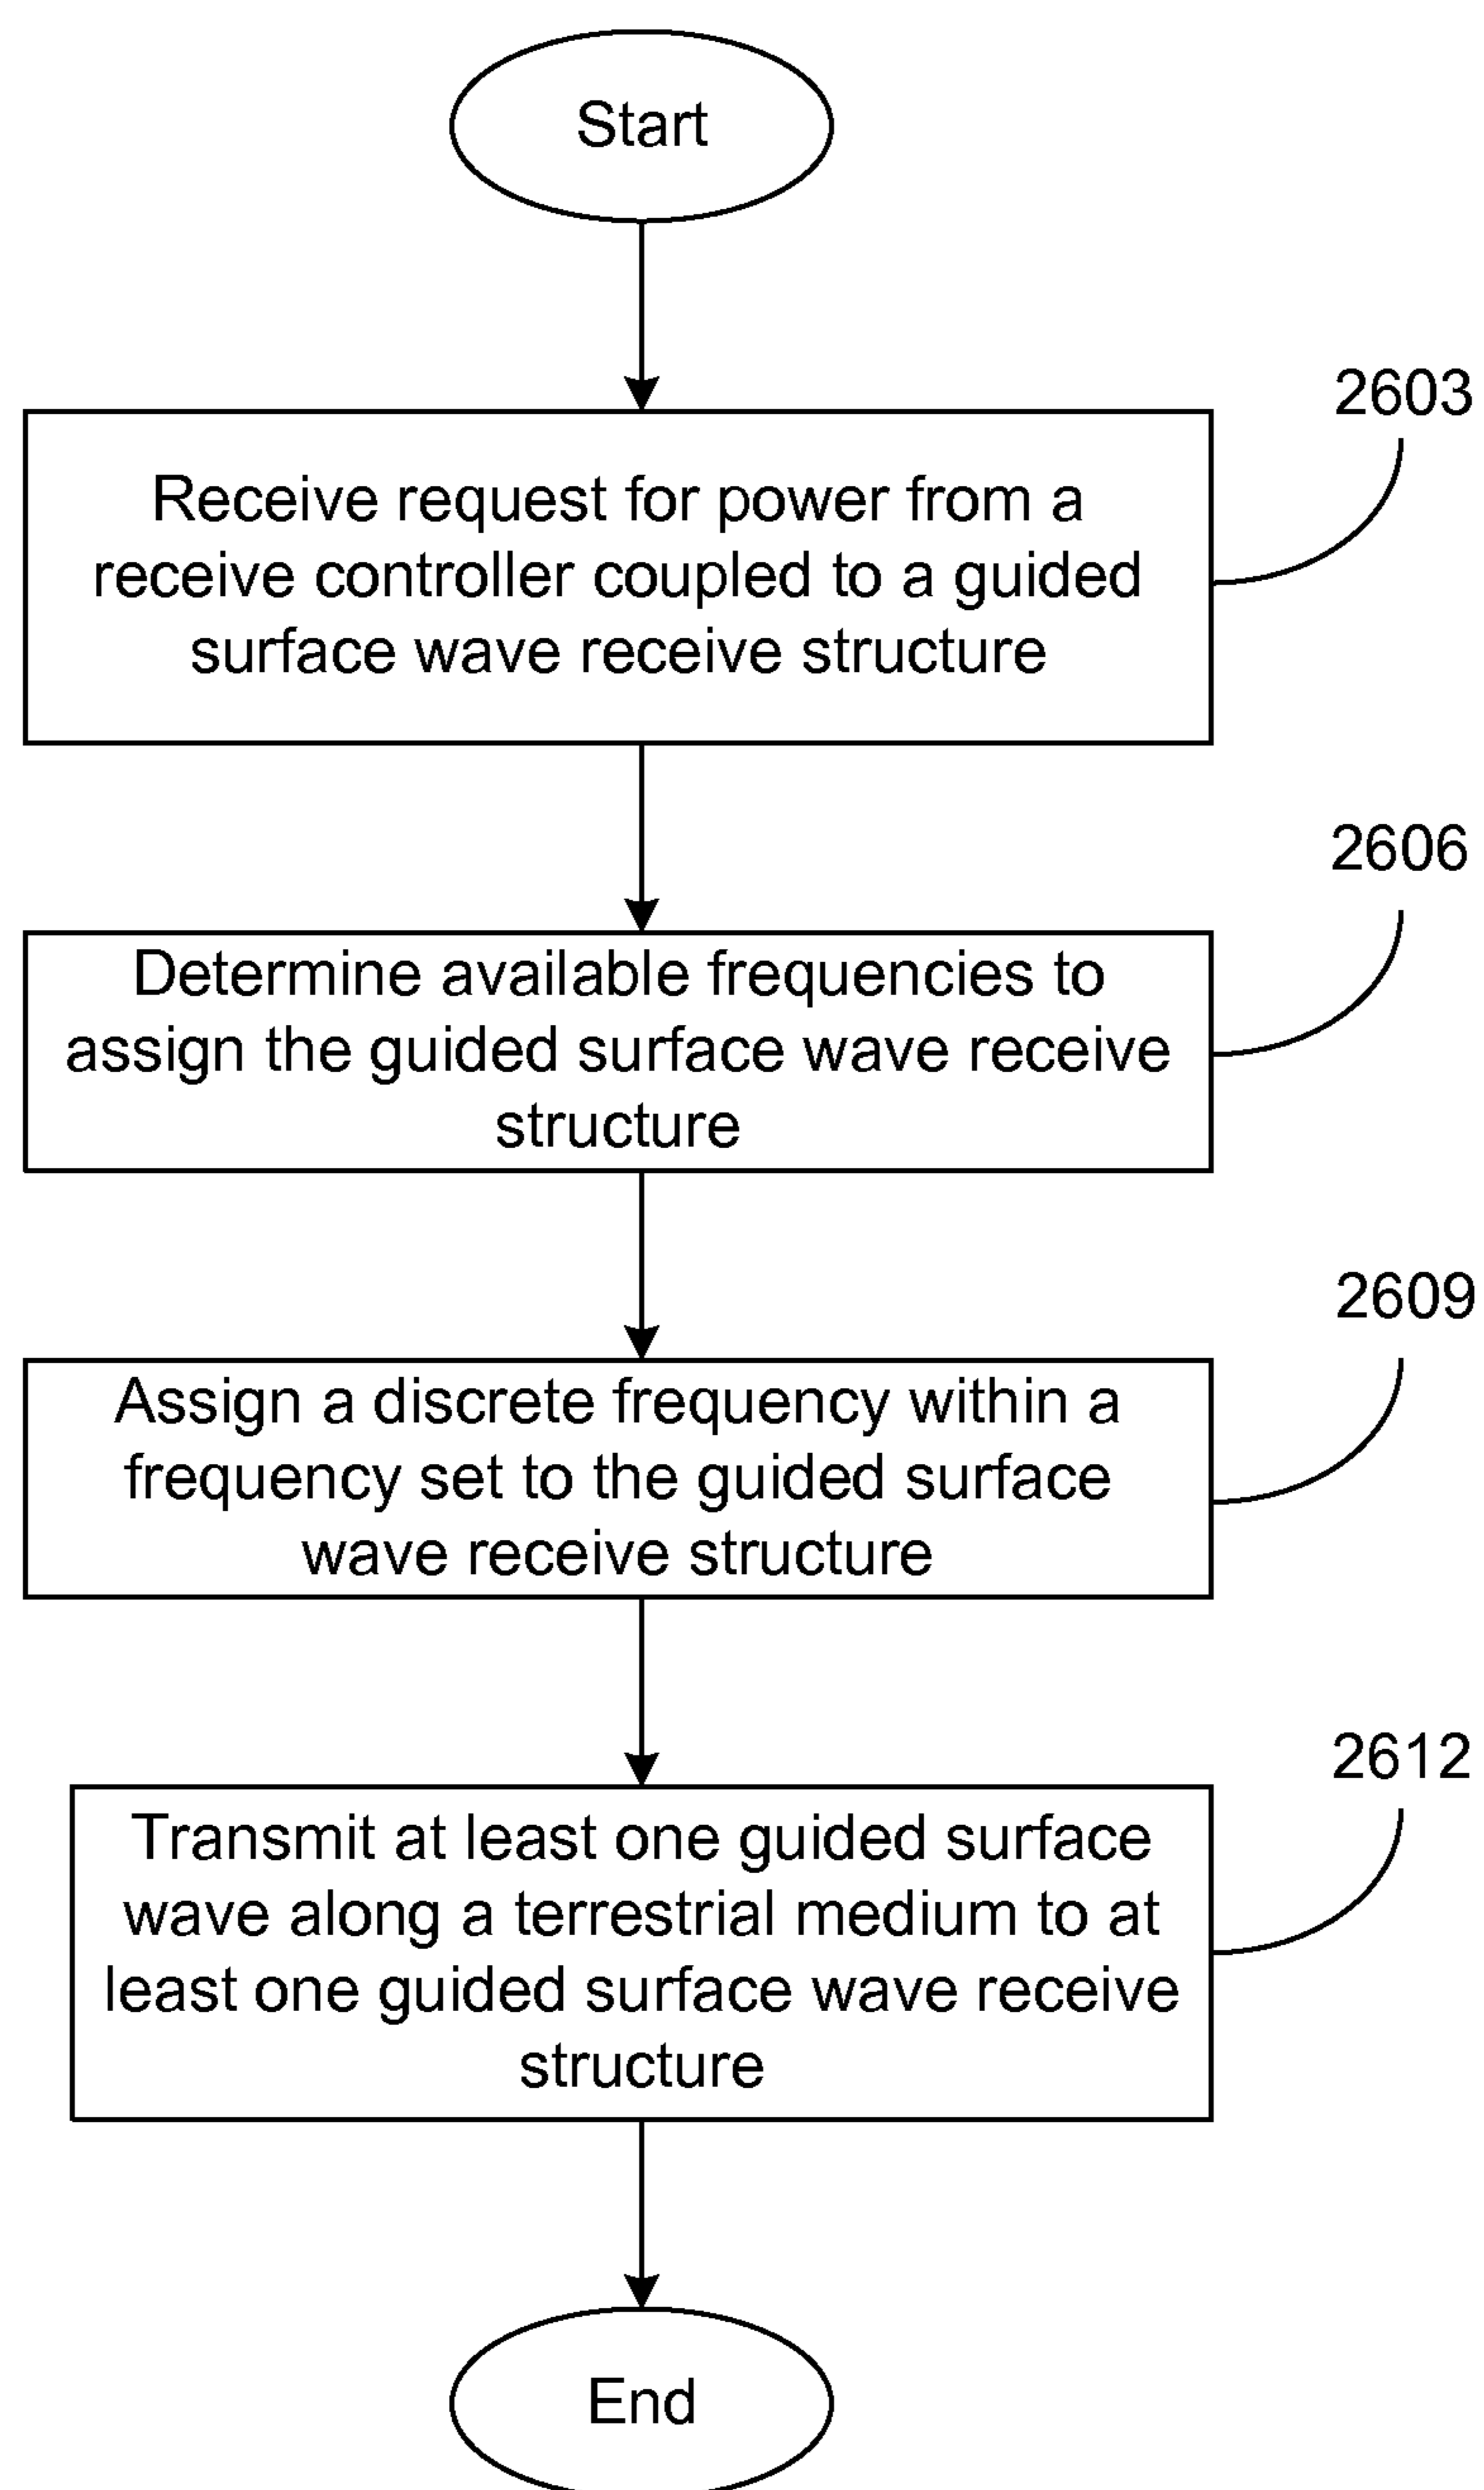 Start
2603
Receive request for power from a
receive controller coupled to a guided
surface wave receive structure
2606
Determine available frequencies to
assign the guided surface wave receive
structure
2609
Assign a discrete frequency within a
frequency set to the guided surface
wave receive structure
2612
Transmit at least one guided surface
wave along a terrestrial medium to at
least one guided surface wave receive
structure
End